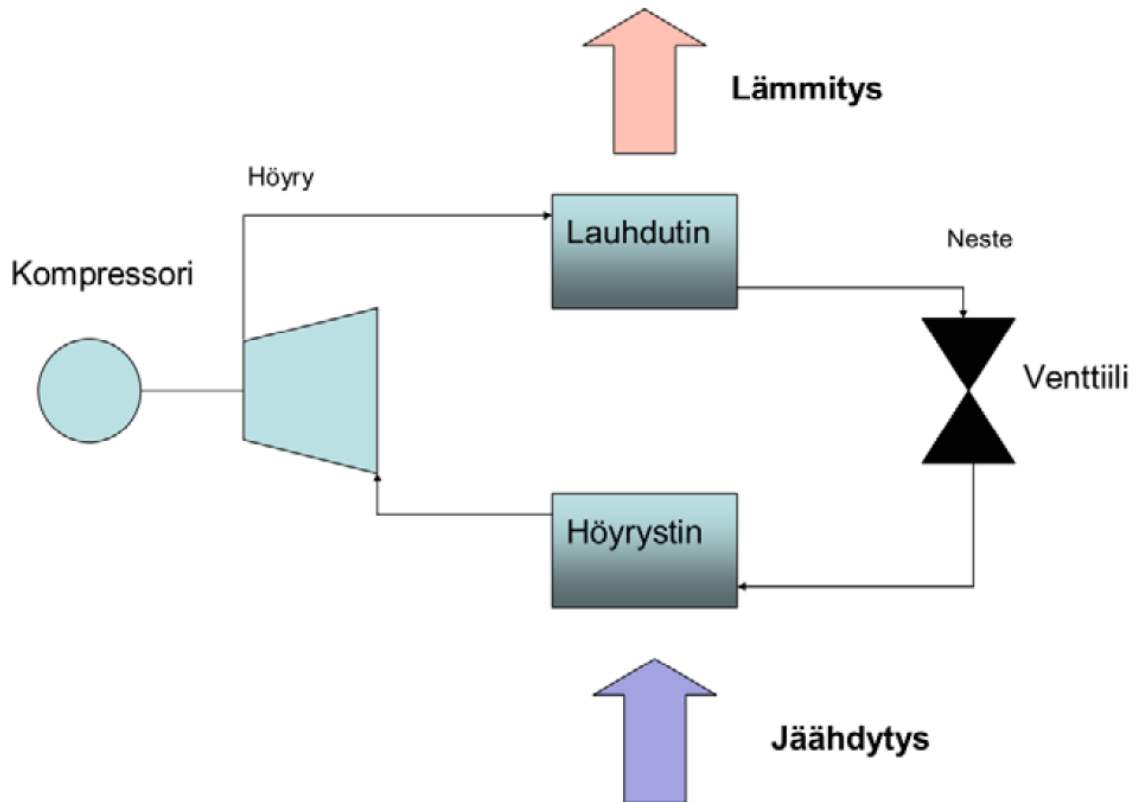 Lämmitys
Höyry
Lauhdutin
Neste
Kompressori
Venttiili
Höyrystin
Jäähdytys